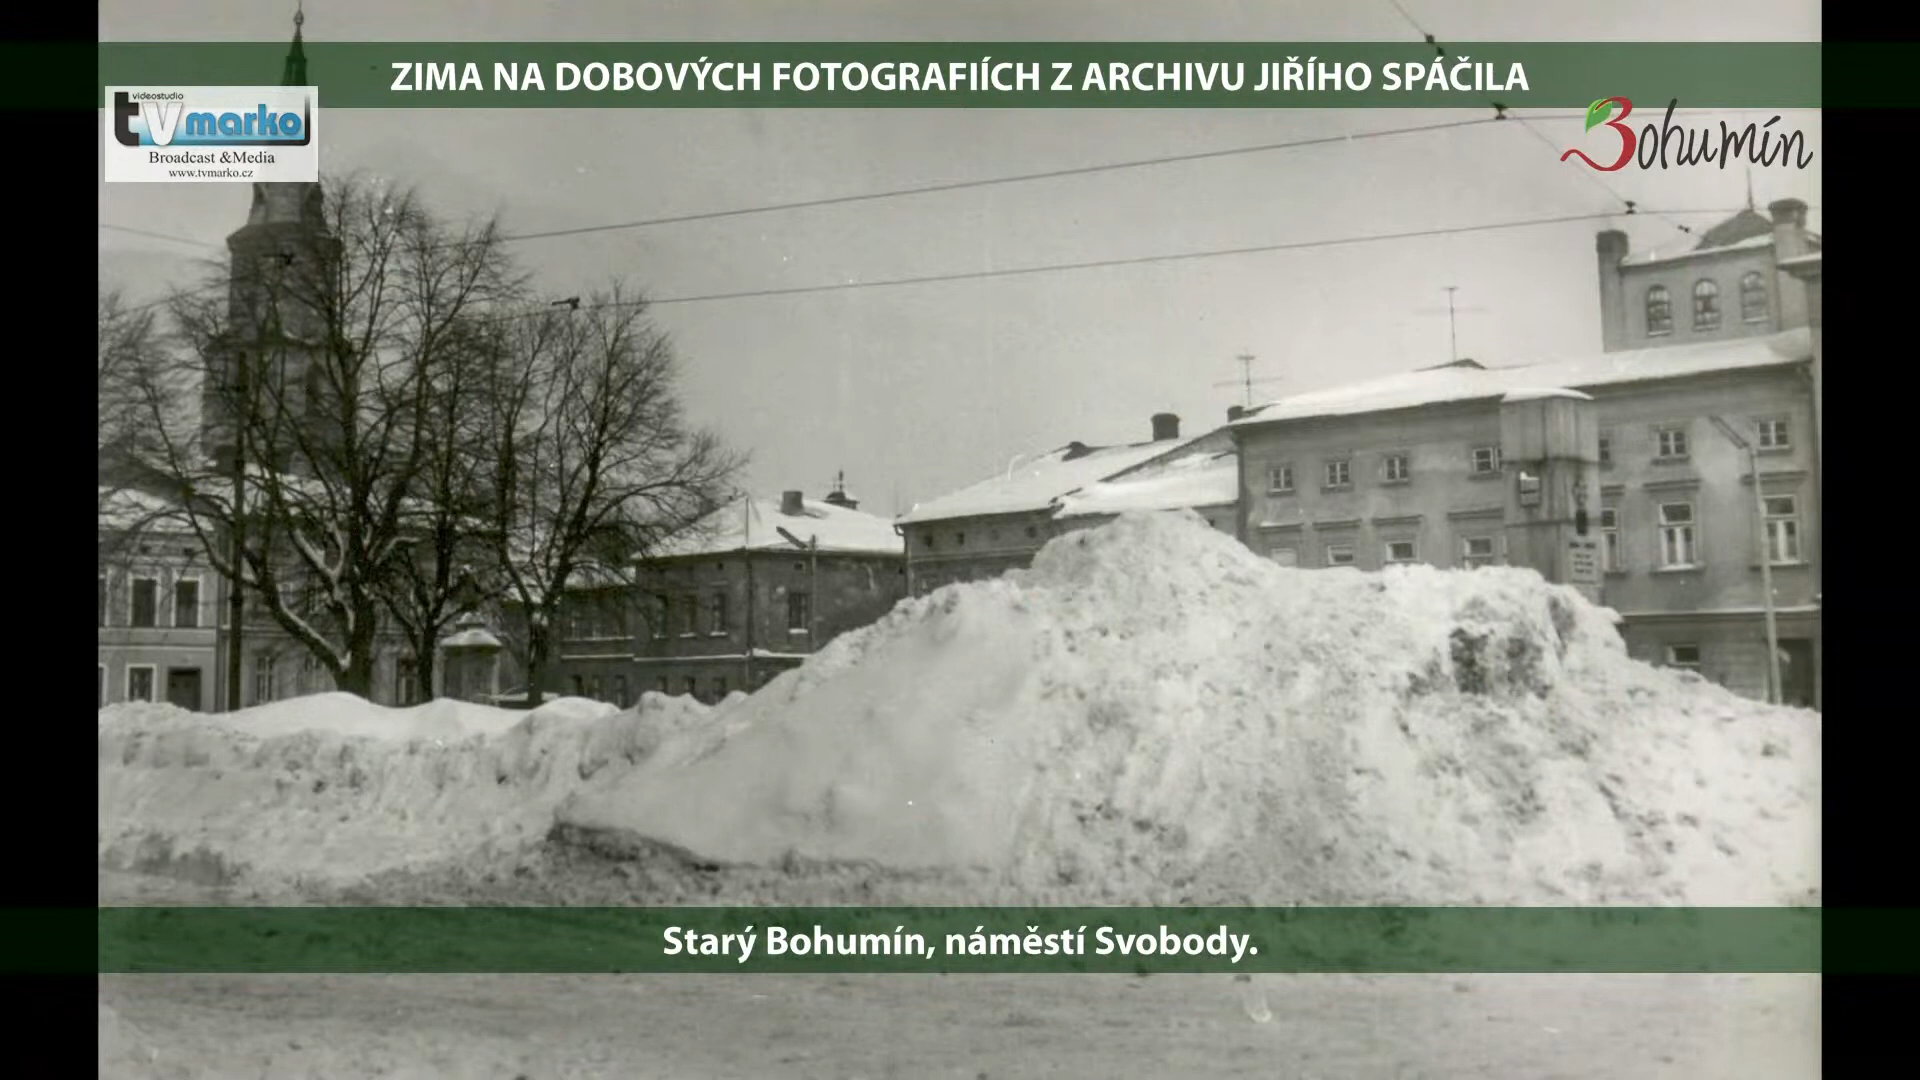 ZIMA NA DOBOVÝCH FOTOGRAFIÍCH Z ARCHIVU JIŘÍHO SPÁČILA
videostudio
tvmarko
Broadcast &Media
www.tvmarko.cz
Bohumín
Starý Bohumín, náměstí Svobody.